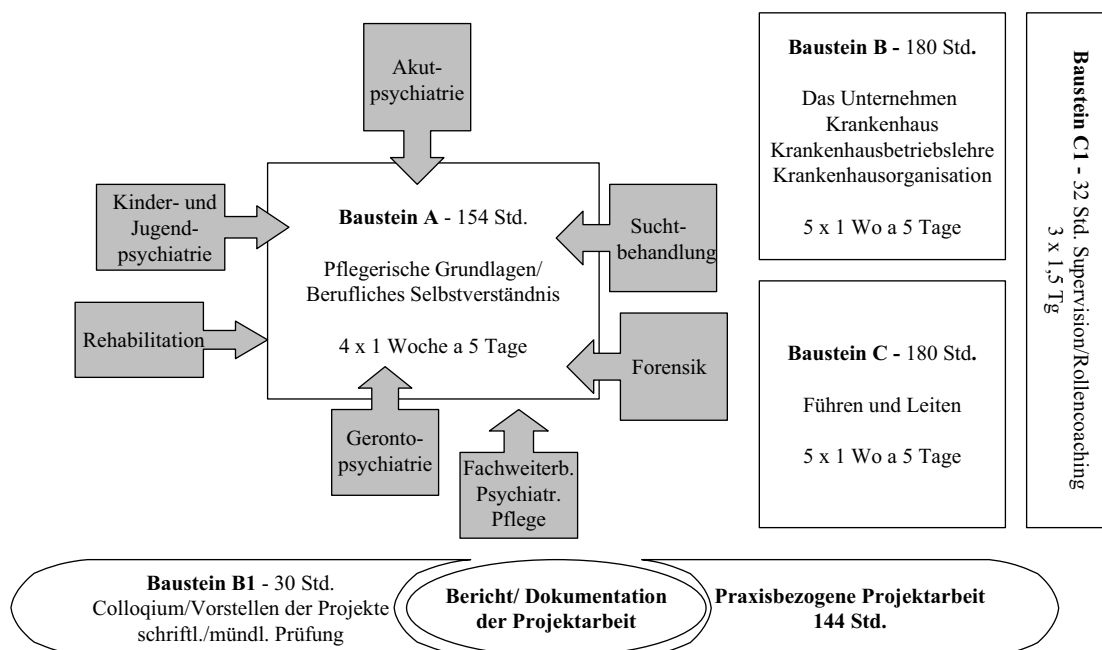 Akut-
psychiatrie
Kinder- und
Jugend-
psychiatrie
Rehabilitation
Baustein A - 154 Std.
Pflegerische Grundlagen/
Berufliches Selbstverständnis
4 x 1 Woche a 5 Tage
Sucht-
behandlung
Forensik
Geronto-
psychiatrie
Fachweiterb.
Psychiatr.
Pflege
Baustein B - 180 Std.
Das Unternehmen
Krankenhaus
Krankenhausbetriebslehre
Krankenhausorganisation
5 x 1 Wo a 5 Tage
Baustein C - 180 Std.
Führen und Leiten
5 x 1 Wo a 5 Tage
Baustein C1 - 32 Std. Supervision/Rollencoaching
3 x 1,5 Tg
Baustein B1 - 30 Std.
Colloqium/Vorstellen der Projekte
schriftl./mündl. Prüfung
Bericht/ Dokumentation
der Projektarbeit
Praxisbezogene Projektarbeit
144 Std.